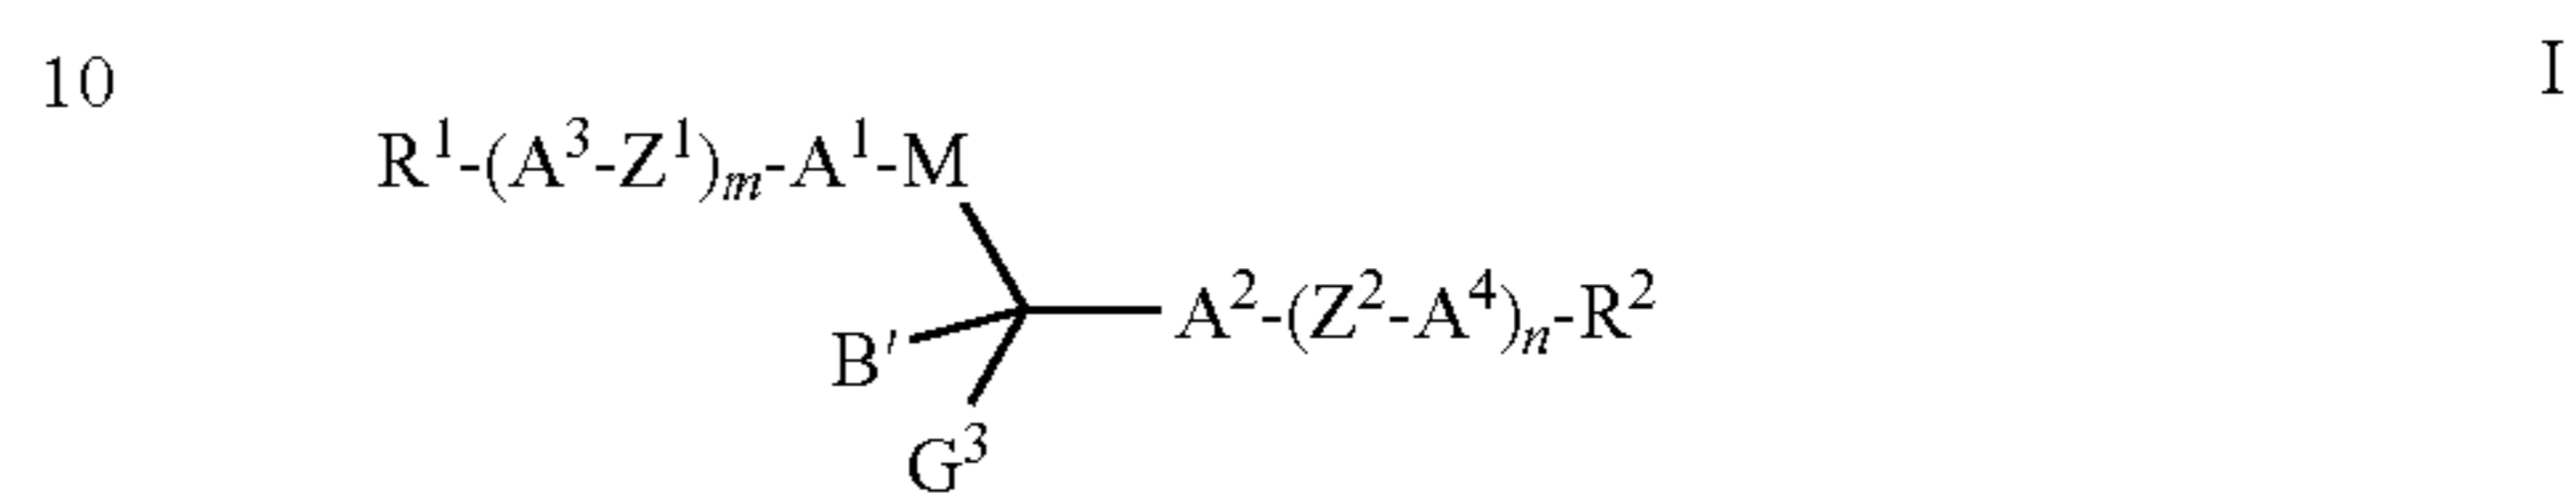 10 I
R¹-(A³-Z¹)ₘ-A¹-M
A²-(Z²-A⁴)ₙ-R²
B'
G³